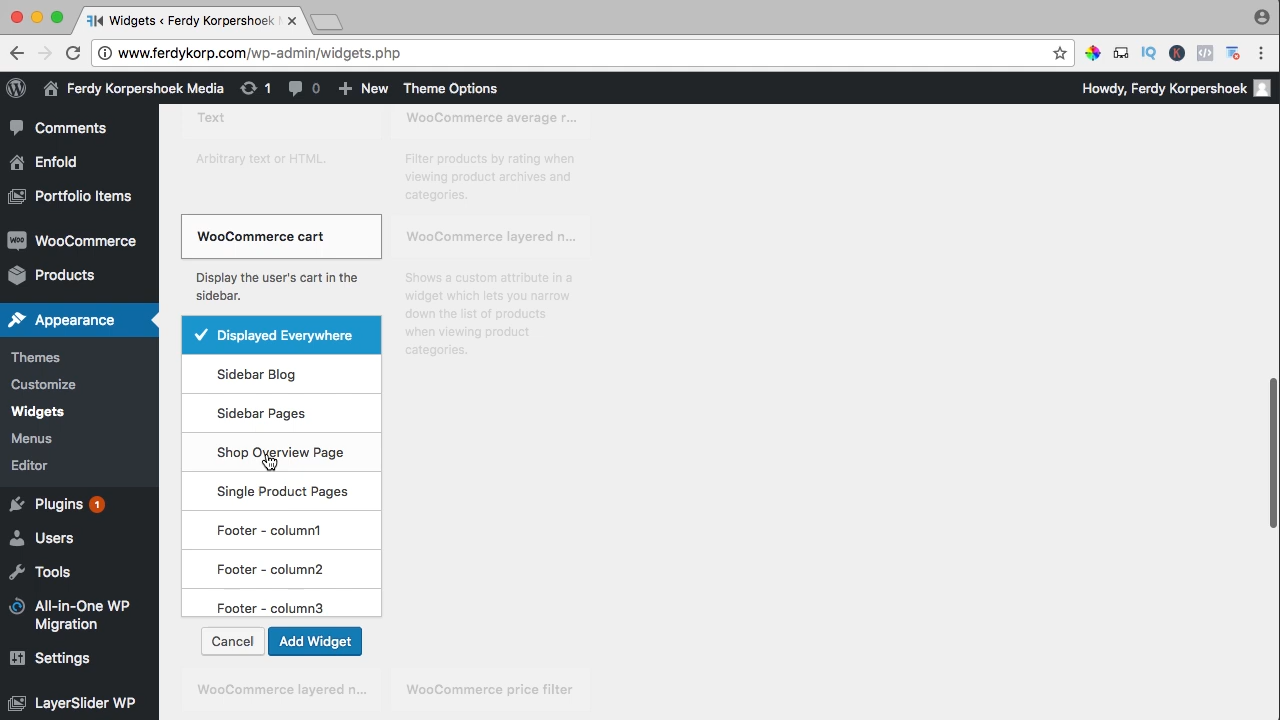 Widgets ‹ Ferdy Korpershoek
www.ferdykorp.com/wp-admin/widgets.php
Ferdy Korpershoek Media
1
0
New
Theme Options
Howdy, Ferdy Korpershoek
Comments
Enfold
Portfolio Items
WooCommerce
Products
Appearance
Themes
Customize
Widgets
Menus
Editor
Plugins 1
Users
Tools
All-in-One WP
Migration
Settings
LayerSlider WP
Text
Arbitrary text or HTML.
WooCommerce average r...
Filter products by rating when
viewing product archives and
categories.
WooCommerce cart
Display the user's cart in the
sidebar.
WooCommerce layered n...
Shows a custom attribute in a
widget which lets you narrow
down the list of products
when viewing product
categories.
Displayed Everywhere
Sidebar Blog
Sidebar Pages
Shop Overview Page
Single Product Pages
Footer - column1
Footer - column2
Footer - column3
Cancel
Add Widget
WooCommerce layered n...
WooCommerce price filter